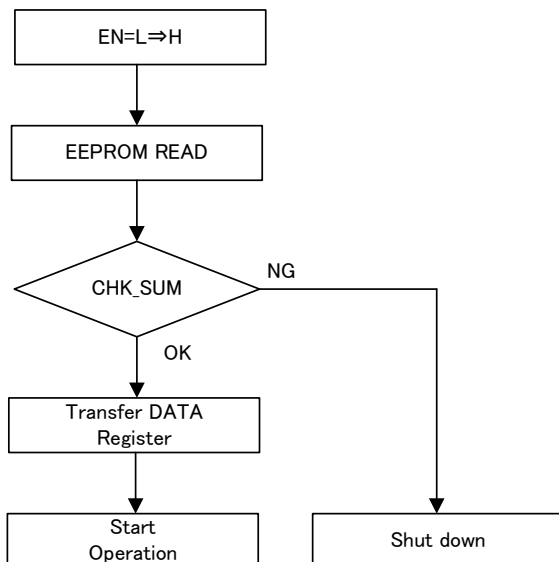 EN=L⇒H
EEPROM READ
CHK_SUM
NG
OK
Transfer DATA
Register
Start
Operation
Shut down